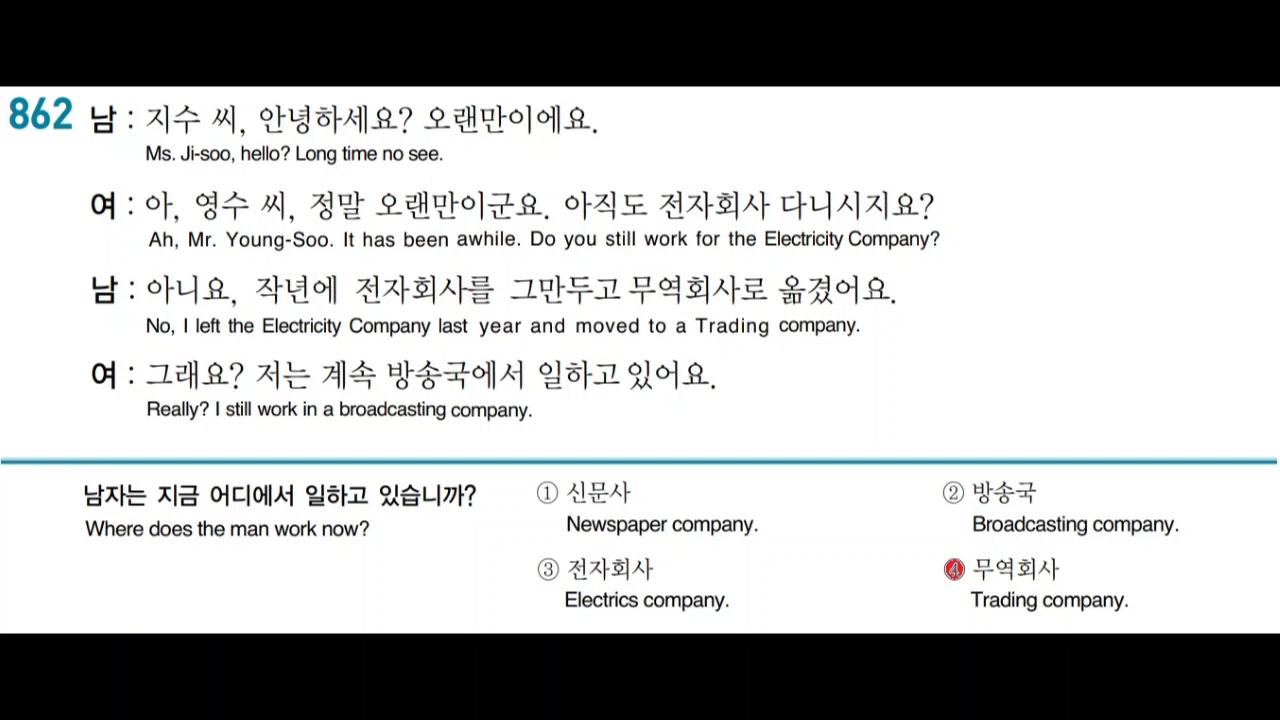 862 남 : 지수 씨, 안녕하세요? 오랜만이에요.
Ms. Ji-soo, hello? Long time no see.
여 : 아, 영수 씨, 정말 오랜만이군요. 아직도 전자회사 다니시지요?
Ah, Mr. Young-Soo. It has been awhile. Do you still work for the Electricity Company?
남 : 아니요, 작년에 전자회사를 그만두고 무역회사로 옮겼어요.
No, I left the Electricity Company last year and moved to a Trading company.
여 : 그래요? 저는 계속 방송국에서 일하고 있어요.
Really? I still work in a broadcasting company.
남자는 지금 어디에서 일하고 있습니까?
Where does the man work now?
① 신문사
Newspaper company.
② 방송국
Broadcasting company.
③ 전자회사
Electrics company.
④ 무역회사
Trading company.